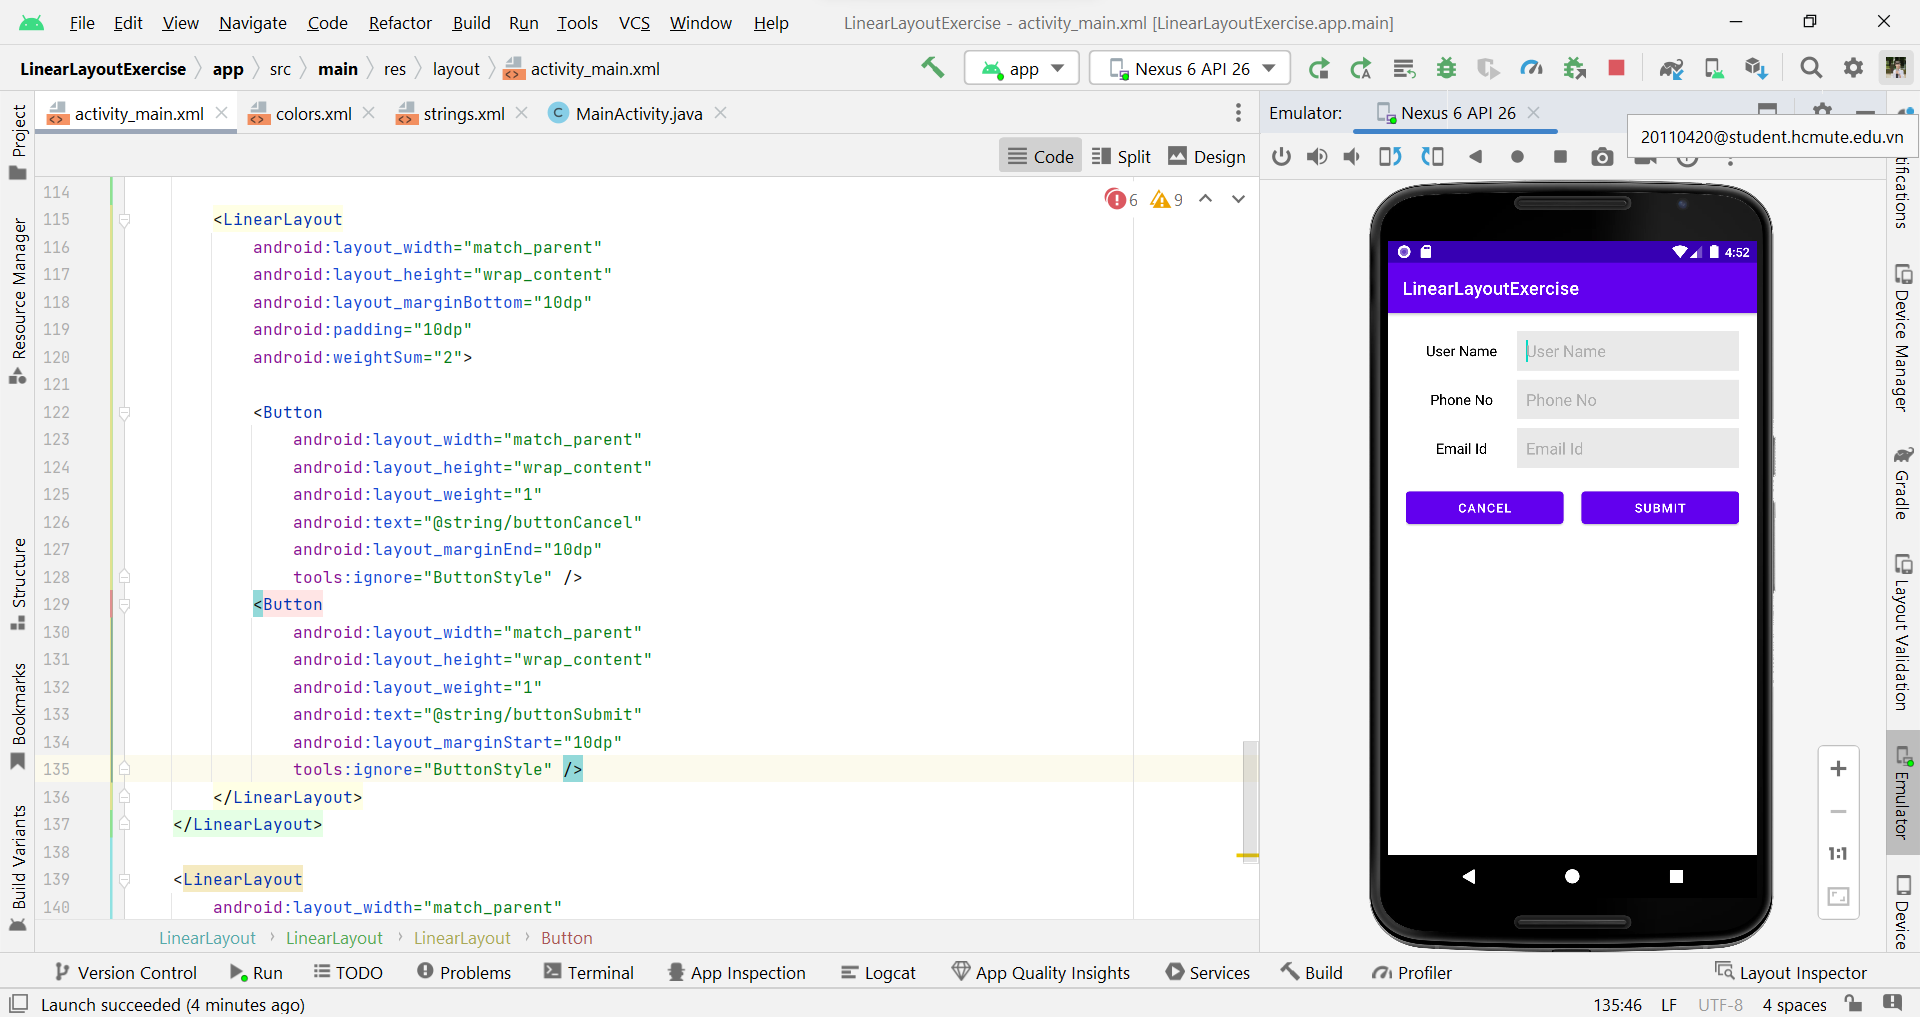 File Edit View Navigate Code Refactor Build Run Tools VCS Window Help LinearLayoutExercise - activity_main.xml [LinearLayoutExercise.app.main]
LinearLayoutExercise app src main res layout activity_main.xml app Nexus 6 API 26
activity_main.xml colors.xml strings.xml MainActivity.java
Emulator: Nexus 6 API 26
20110420@student.hcmute.edu.vn
Code Split Design
6 9
Project
Resource Manager
Structure
Bookmarks
Build Variants
114
115 <LinearLayout
116 android:layout_width="match_parent"
117 android:layout_height="wrap_content"
118 android:layout_marginBottom="10dp"
119 android:padding="10dp"
120 android:weightSum="2">
121
122 <Button
123 android:layout_width="match_parent"
124 android:layout_height="wrap_content"
125 android:layout_weight="1"
126 android:text="@string/buttonCancel"
127 android:layout_marginEnd="10dp"
128 tools:ignore="ButtonStyle" />
129 <Button
130 android:layout_width="match_parent"
131 android:layout_height="wrap_content"
132 android:layout_weight="1"
133 android:text="@string/buttonSubmit"
134 android:layout_marginStart="10dp"
135 tools:ignore="ButtonStyle" />
136 </LinearLayout>
137 </LinearLayout>
138
139 <LinearLayout
140 android:layout_width="match_parent"
LinearLayout LinearLayout LinearLayout Button
4:52
LinearLayoutExercise
User Name User Name
Phone No Phone No
Email Id Email Id
CANCEL SUBMIT
1:1
tifications
Device Manager
Gradle
Layout Validation
Emulator
Device
Version Control Run TODO Problems Terminal App Inspection Logcat App Quality Insights Services Build Profiler Layout Inspector
Launch succeeded (4 minutes ago) 135:46 LF UTF-8 4 spaces